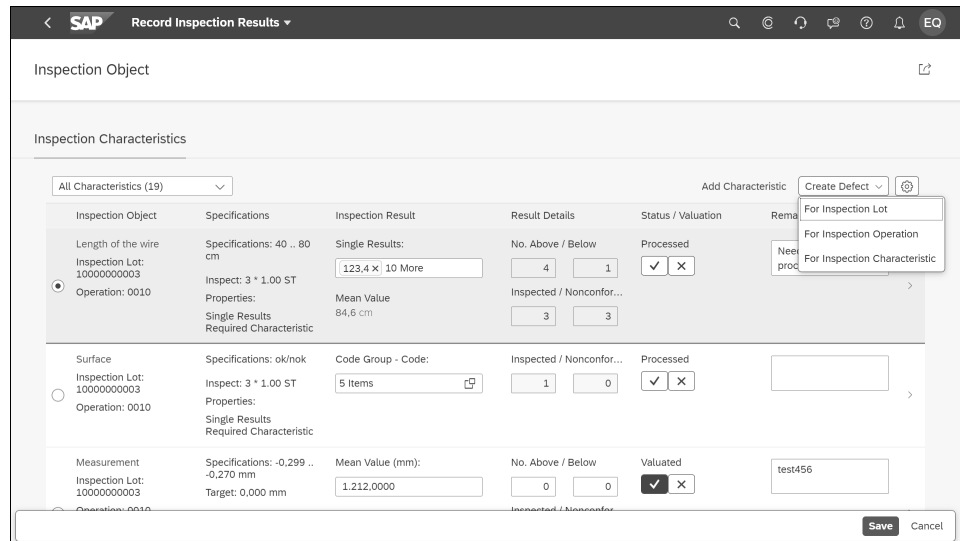 SAP Record Inspection Results
EQ
Inspection Object
Inspection Characteristics
All Characteristics (19)
Add Characteristic Create Defect
For Inspection Lot
For Inspection Operation
For Inspection Characteristic
Inspection Object Specifications Inspection Result Result Details Status / Valuation
Length of the wire
Inspection Lot:
10000000003
Operation: 0010
Specifications: 40 .. 80
cm
Inspect: 3 * 1.00 ST
Properties:
Single Results
Required Characteristic
Single Results:
123,4 10 More
Mean Value
84,6 cm
No. Above / Below
4 1
Inspected / Nonconfor...
3 3
Processed
Surface
Inspection Lot:
10000000003
Operation: 0010
Specifications: ok/nok
Inspect: 3 * 1.00 ST
Properties:
Single Results
Required Characteristic
Code Group - Code:
5 Items
Inspected / Nonconfor...
1 0
Processed
Measurement
Inspection Lot:
10000000003
Operation: 0010
Specifications: -0,299 ..
-0,270 mm
Target: 0,000 mm
Mean Value (mm):
1.212,0000
No. Above / Below
0 0
Inspected / Nonconfor...
Valuated
test456
Save Cancel